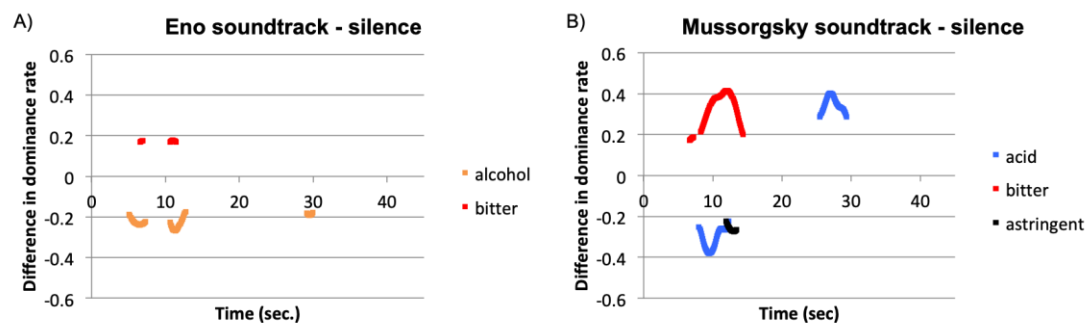 A)
Eno soundtrack - silence
Difference in dominance rate
0.6
0.4
0.2
0
-0.2
-0.4
-0.6
0
10
20
30
40
Time (sec.)
alcohol
bitter
B)
Mussorgsky soundtrack - silence
Difference in dominance rate
0.6
0.4
0.2
0
-0.2
-0.4
-0.6
0
10
20
30
40
Time (sec)
acid
bitter
astringent